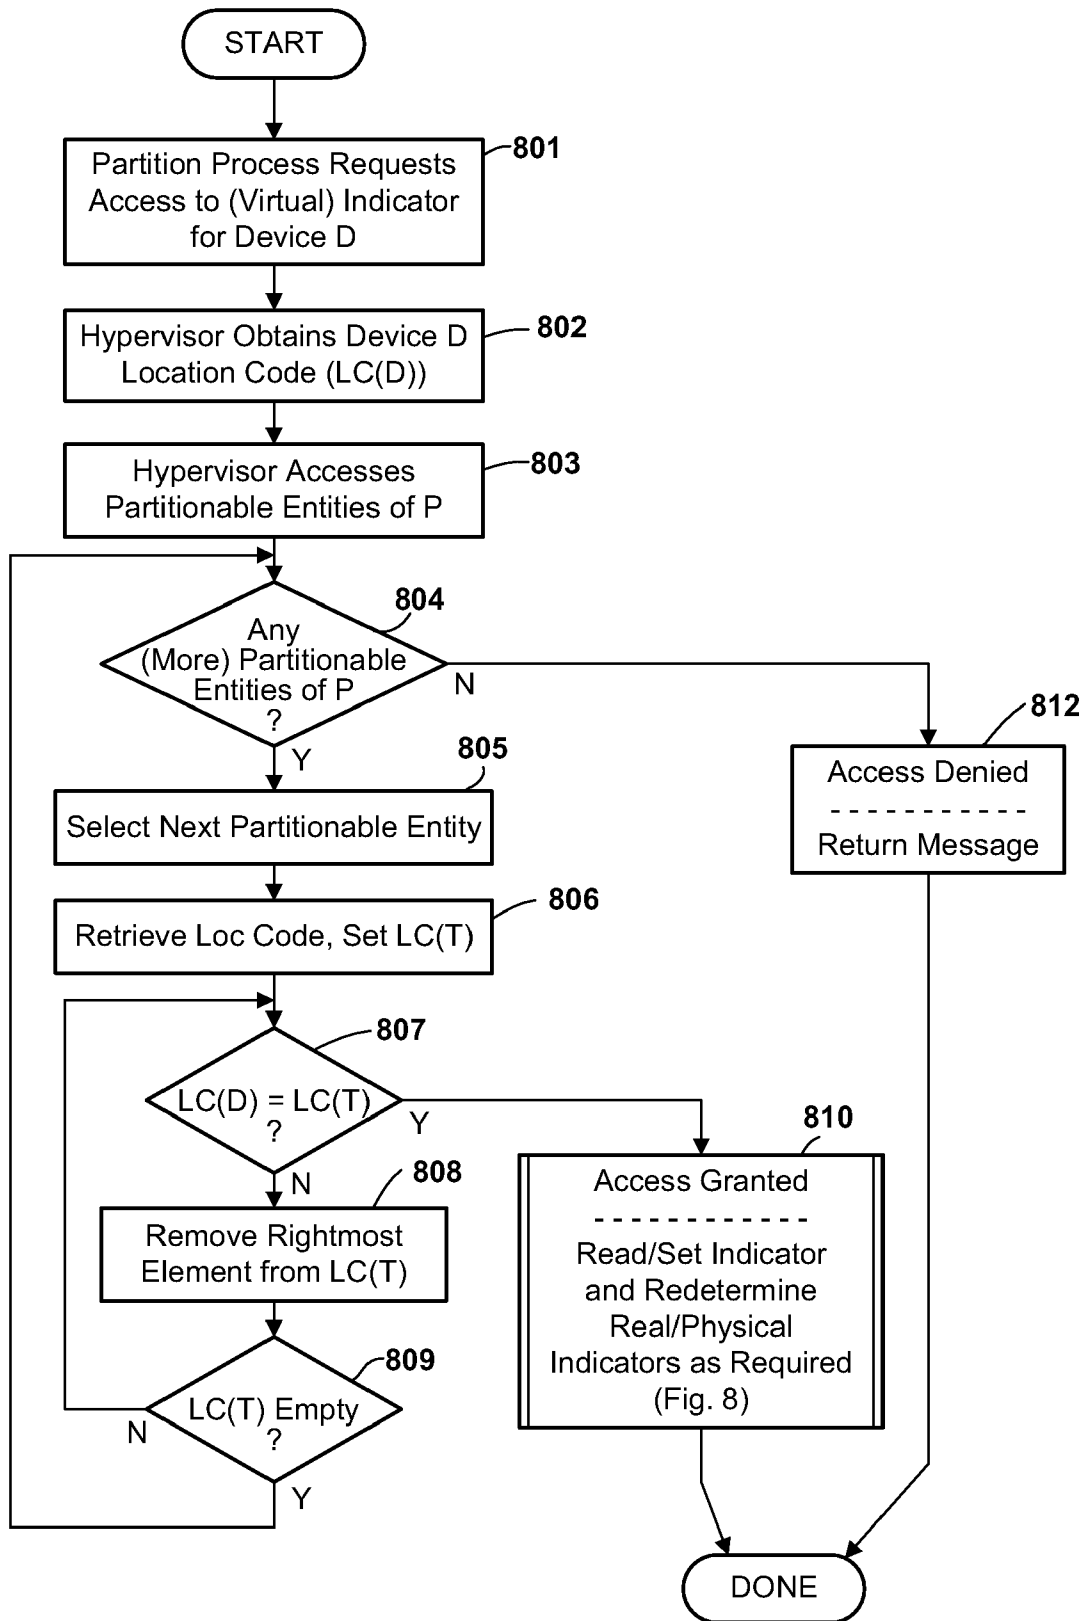 START
801
Partition Process Requests
Access to (Virtual) Indicator
for Device D
802
Hypervisor Obtains Device D
Location Code (LC(D))
803
Hypervisor Accesses
Partitionable Entities of P
804
Any
(More) Partitionable
Entities of P
?
N
Y
812
Access Denied
Return Message
805
Select Next Partitionable Entity
806
Retrieve Loc Code, Set LC(T)
807
LC(D) = LC(T)
?
Y
N
810
Access Granted
Read/Set Indicator
and Redetermine
Real/Physical
Indicators as Required
(Fig. 8)
808
Remove Rightmost
Element from LC(T)
809
LC(T) Empty
?
N
Y
DONE